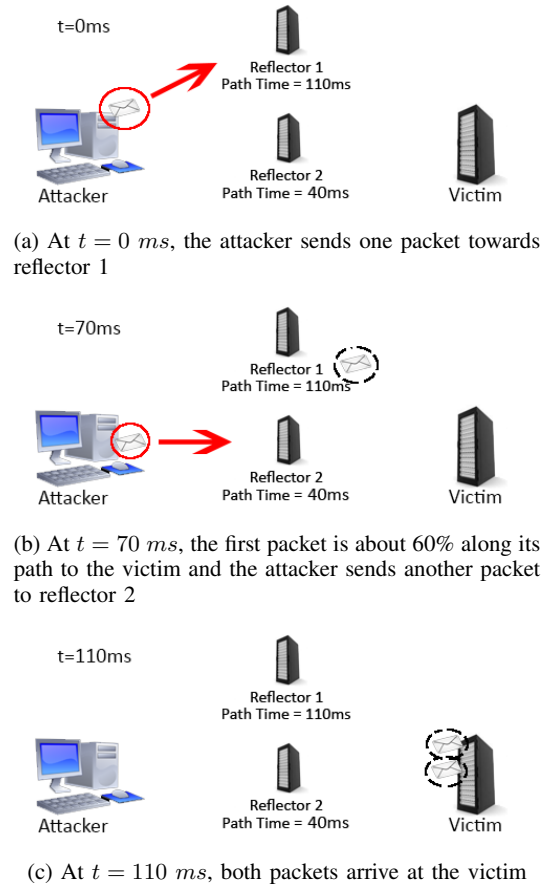 t=0ms
Reflector 1
Path Time = 110ms
Reflector 2
Path Time = 40ms
Attacker
Victim
(a) At t = 0 ms, the attacker sends one packet towards
reflector 1
t=70ms
Reflector 1
Path Time = 110ms
Reflector 2
Path Time = 40ms
Attacker
Victim
(b) At t = 70 ms, the first packet is about 60% along its
path to the victim and the attacker sends another packet
to reflector 2
t=110ms
Reflector 1
Path Time = 110ms
Reflector 2
Path Time = 40ms
Attacker
Victim
(c) At t = 110 ms, both packets arrive at the victim